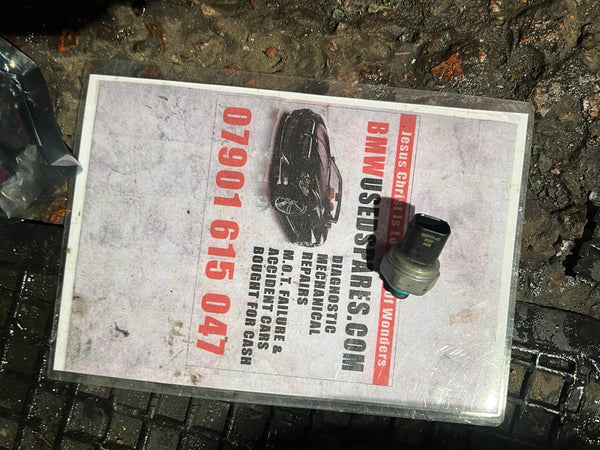 Jesus Christ is Lo of Wonders
BMWUSEDSPARES.COM
DIAGNOSTIC
MECHANICAL
REPAIRS
M.O.T. FAILURE &
ACCIDENT CARS
BOUGHT FOR CASH
07901 615 047